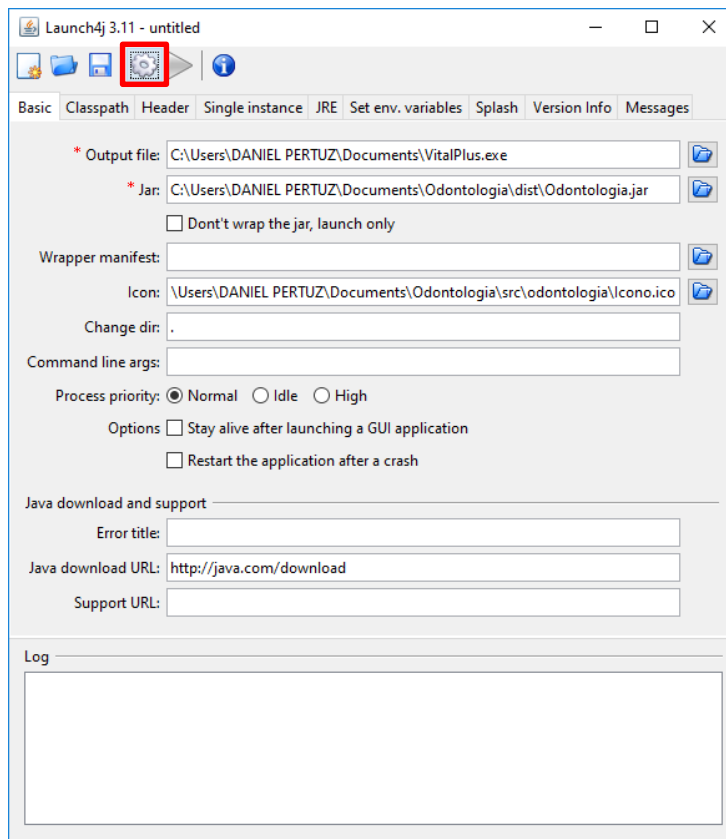 Launch4j 3.11 - untitled
Basic Classpath Header Single instance JRE Set env. variables Splash Version Info Messages
* Output file: C:\Users\DANIEL PERTUZ\Documents\VitalPlus.exe
* Jar: C:\Users\DANIEL PERTUZ\Documents\Odontologia\dist\Odontologia.jar
Dont't wrap the jar, launch only
Wrapper manifest:
Icon: \Users\DANIEL PERTUZ\Documents\Odontologia\src\odontologia\Icono.ico
Change dir: .
Command line args:
Process priority: Normal Idle High
Options Stay alive after launching a GUI application
Restart the application after a crash
Java download and support
Error title:
Java download URL: http://java.com/download
Support URL:
Log